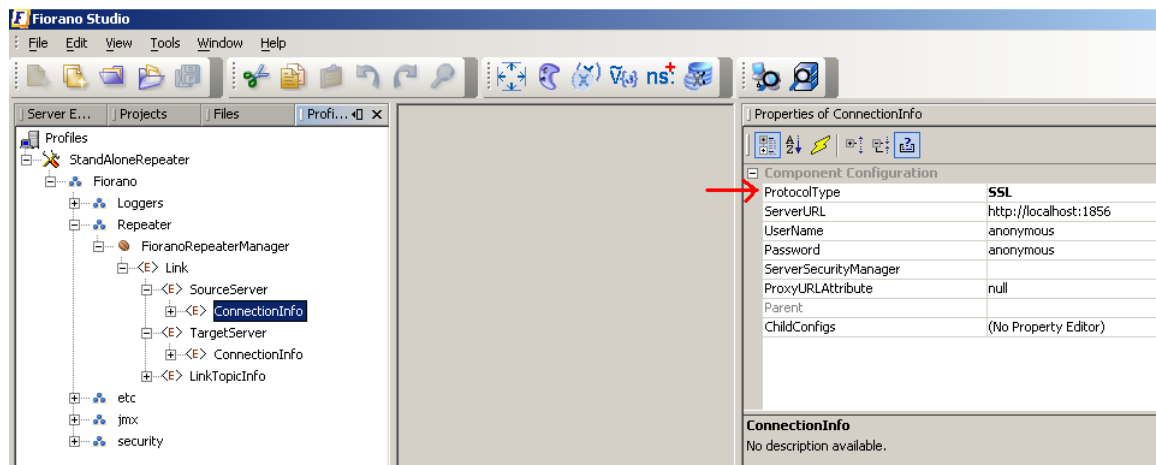 Fiorano Studio
File Edit View Tools Window Help
ns:
Server E... Projects Files Profi...
Profiles
StandAloneRepeater
Fiorano
Loggers
Repeater
FioranoRepeaterManager
<E> Link
<E> SourceServer
<E> ConnectionInfo
<E> TargetServer
<E> ConnectionInfo
<E> LinkTopicInfo
etc
jmx
security
Properties of ConnectionInfo
Component Configuration
ProtocolType SSL
ServerURL http://localhost:1856
UserName anonymous
Password anonymous
ServerSecurityManager
ProxyURLAttribute null
Parent
ChildConfigs (No Property Editor)
ConnectionInfo
No description available.